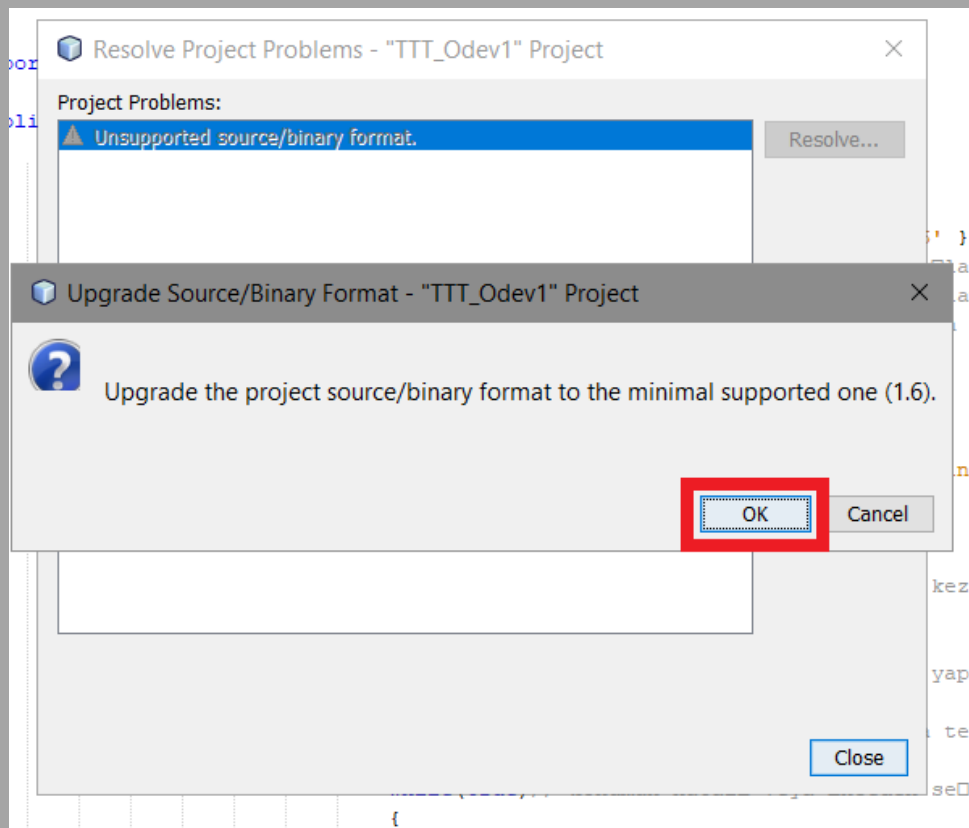 Resolve Project Problems - "TTT_Odev1" Project
Project Problems:
Unsupported source/binary format.
Resolve...
Upgrade Source/Binary Format - "TTT_Odev1" Project
Upgrade the project source/binary format to the minimal supported one (1.6).
OK
Cancel
kez
yap
te
Close
{